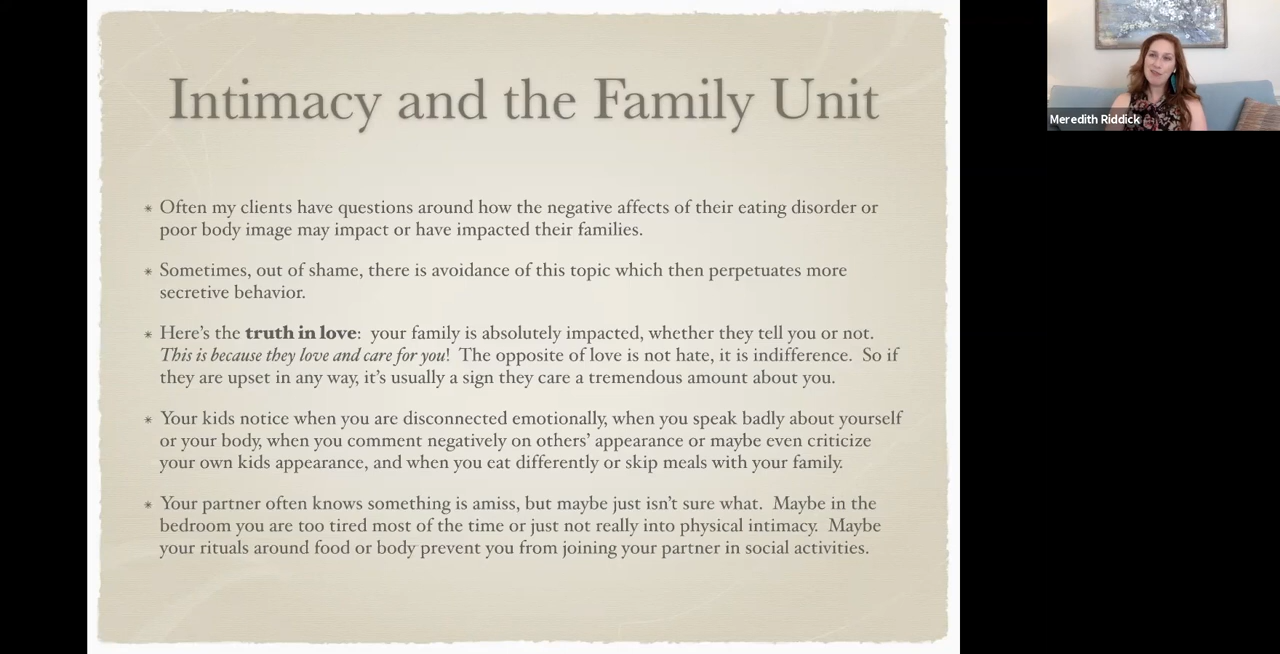 Intimacy and the Family Unit
* Often my clients have questions around how the negative affects of their eating disorder or
poor body image may impact or have impacted their families.
* Sometimes, out of shame, there is avoidance of this topic which then perpetuates more
secretive behavior.
* Here's the truth in love:  your family is absolutely impacted, whether they tell you or not.
This is because they love and care for you!  The opposite of love is not hate, it is indifference.  So if
they are upset in any way, it's usually a sign they care a tremendous amount about you.
* Your kids notice when you are disconnected emotionally, when you speak badly about yourself
or your body, when you comment negatively on others' appearance or maybe even criticize
your own kids appearance, and when you eat differently or skip meals with your family.
* Your partner often knows something is amiss, but maybe just isn't sure what.  Maybe in the
bedroom you are too tired most of the time or just not really into physical intimacy.  Maybe
your rituals around food or body prevent you from joining your partner in social activities.
Meredith Riddick